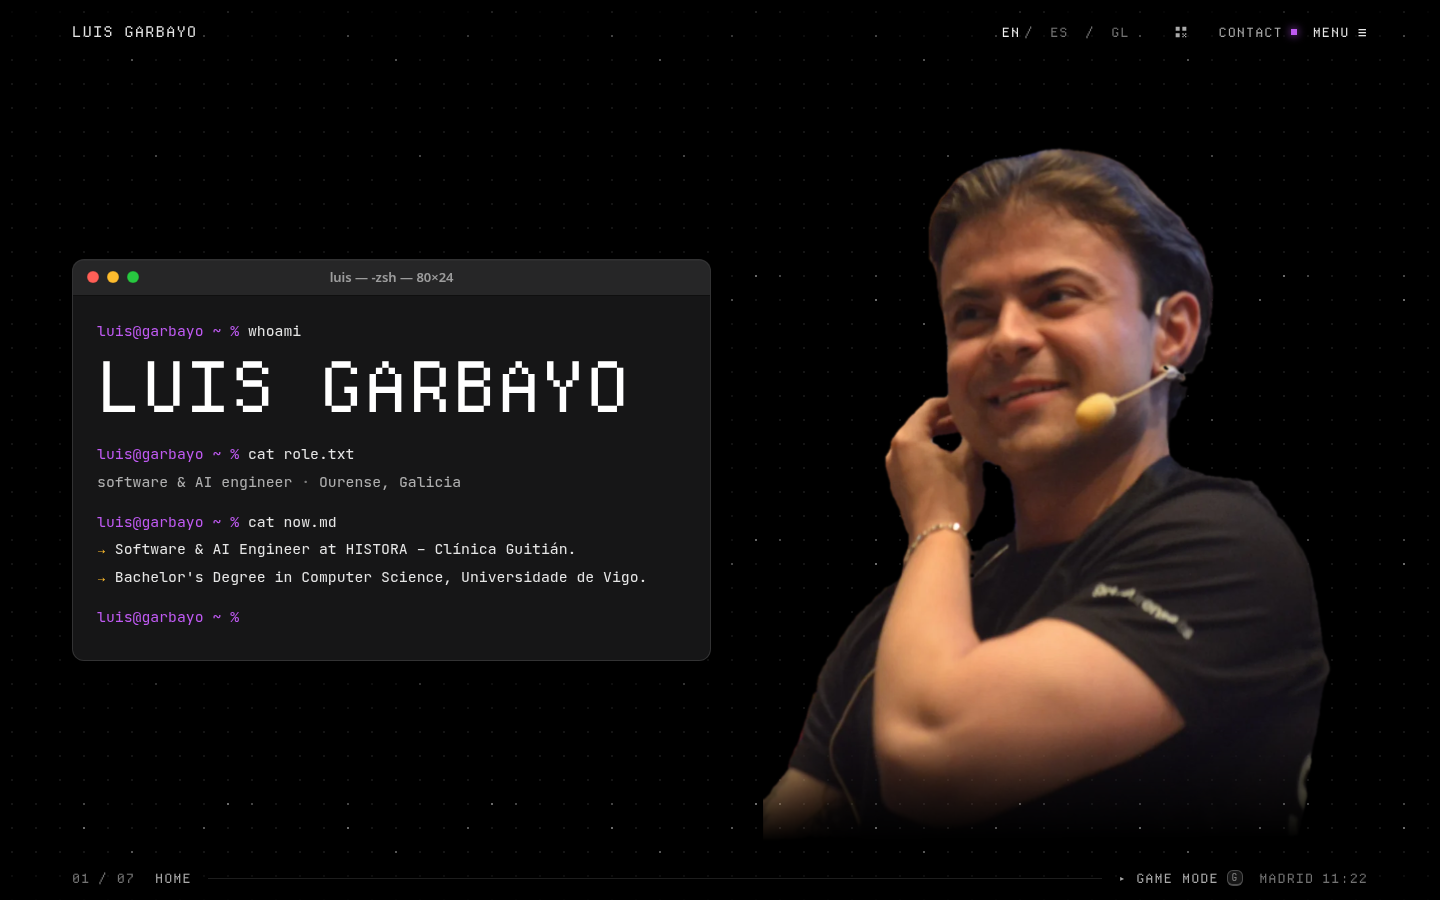 LUIS GARBAYO
EN / ES / GL
CONTACT
MENU ≡
luis — -zsh — 80×24
luis@garbayo ~ % whoami
LUIS GARBAYO
luis@garbayo ~ % cat role.txt
software & AI engineer · Ourense, Galicia
luis@garbayo ~ % cat now.md
→ Software & AI Engineer at HISTORA – Clínica Guitián.
→ Bachelor's Degree in Computer Science, Universidade de Vigo.
luis@garbayo ~ %
01 / 07 HOME
▸ GAME MODE G
MADRID 11:22